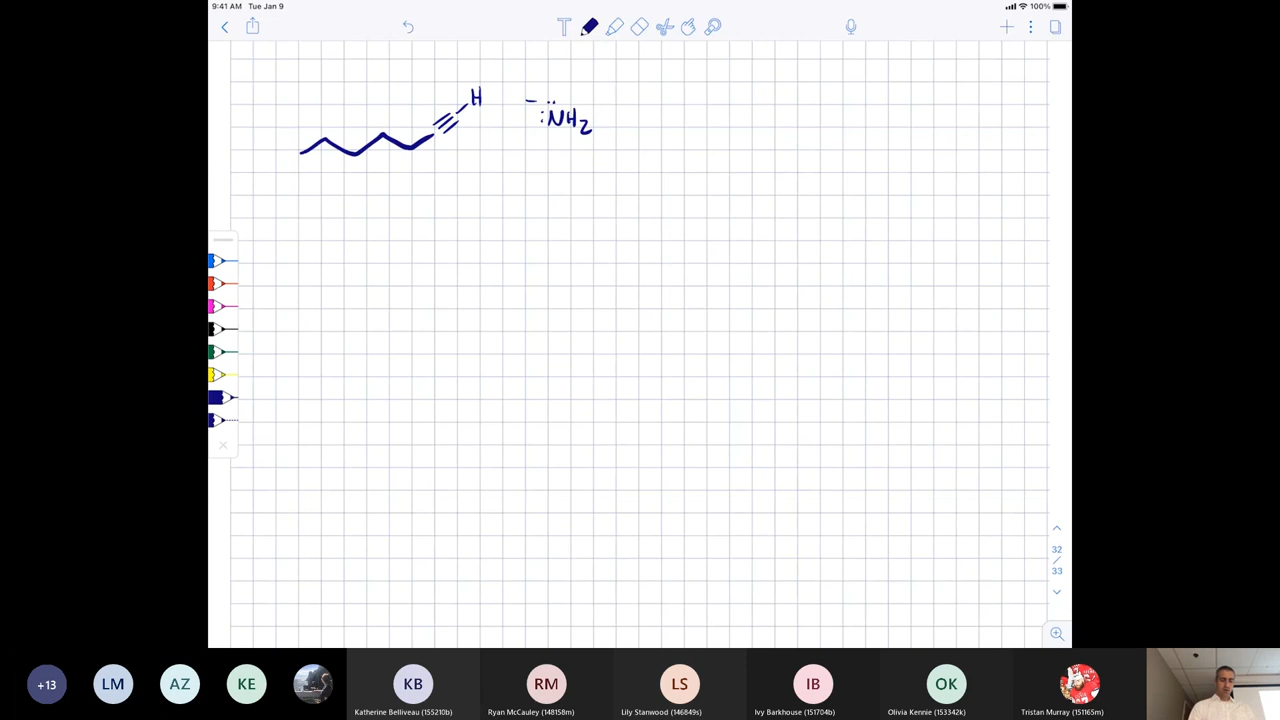 9:41 AM Tue Jan 9
100%
T
H
⁻:N̈H₂
32
/
33
+13
LM
AZ
KE
KB
RM
LS
IB
OK
Katherine Belliveau (155210b)
Ryan McCauley (148158m)
Lily Stanwood (146849s)
Ivy Barkhouse (151704b)
Olivia Kennie (153342k)
Tristan Murray (151165m)